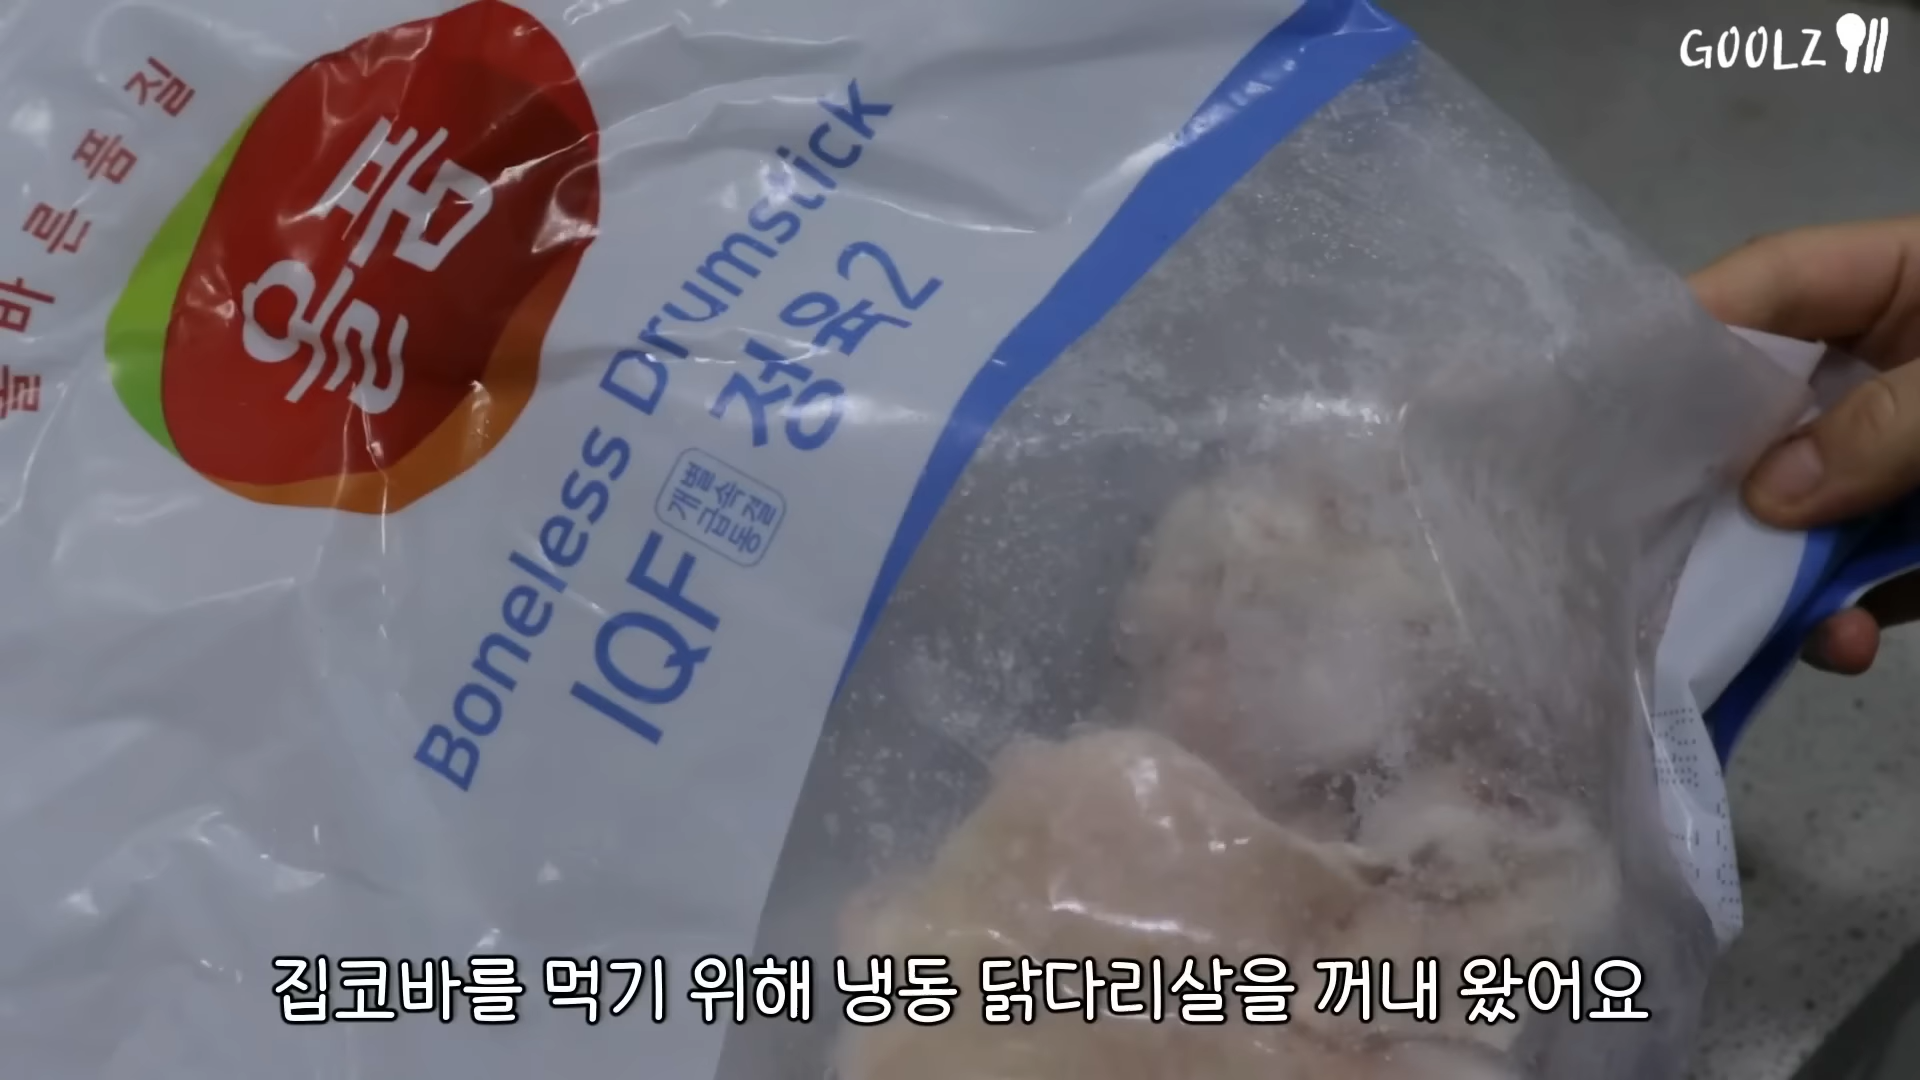 GOOLZ
올바른품질
올품
Boneless Drumstick
IQF
개별급속동결
정육2
집코바를 먹기 위해 냉동 닭다리살을 꺼내 왔어요